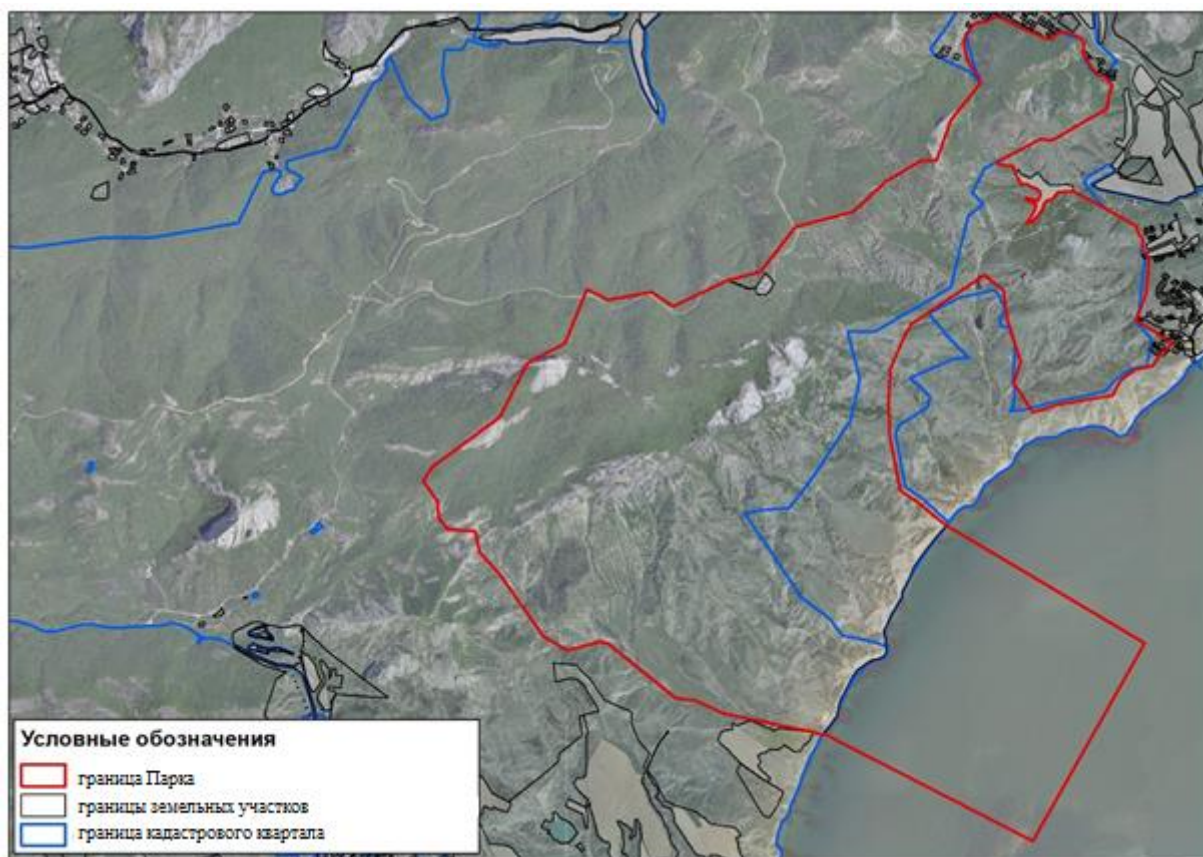 Условные обозначения
граница Парка
границы земельных участков
граница кадастрового квартала